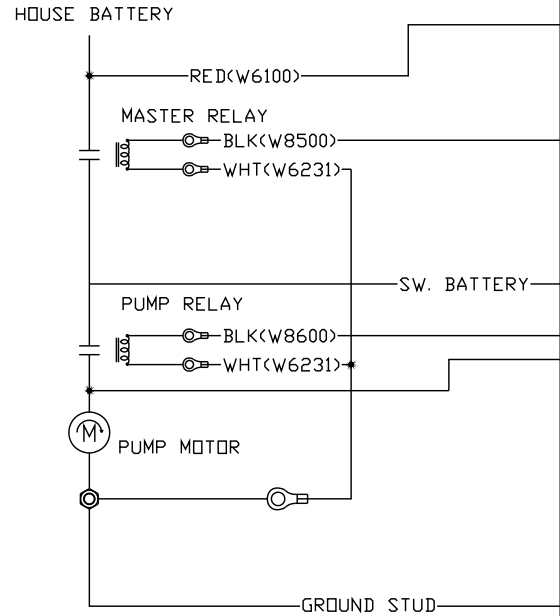 HOUSE BATTERY
RED(W6100)
MASTER RELAY
BLK(W8500)
WHT(W6231)
SW. BATTERY
PUMP RELAY
BLK(W8600)
WHT(W6231)
M
PUMP MOTOR
GROUND STUD